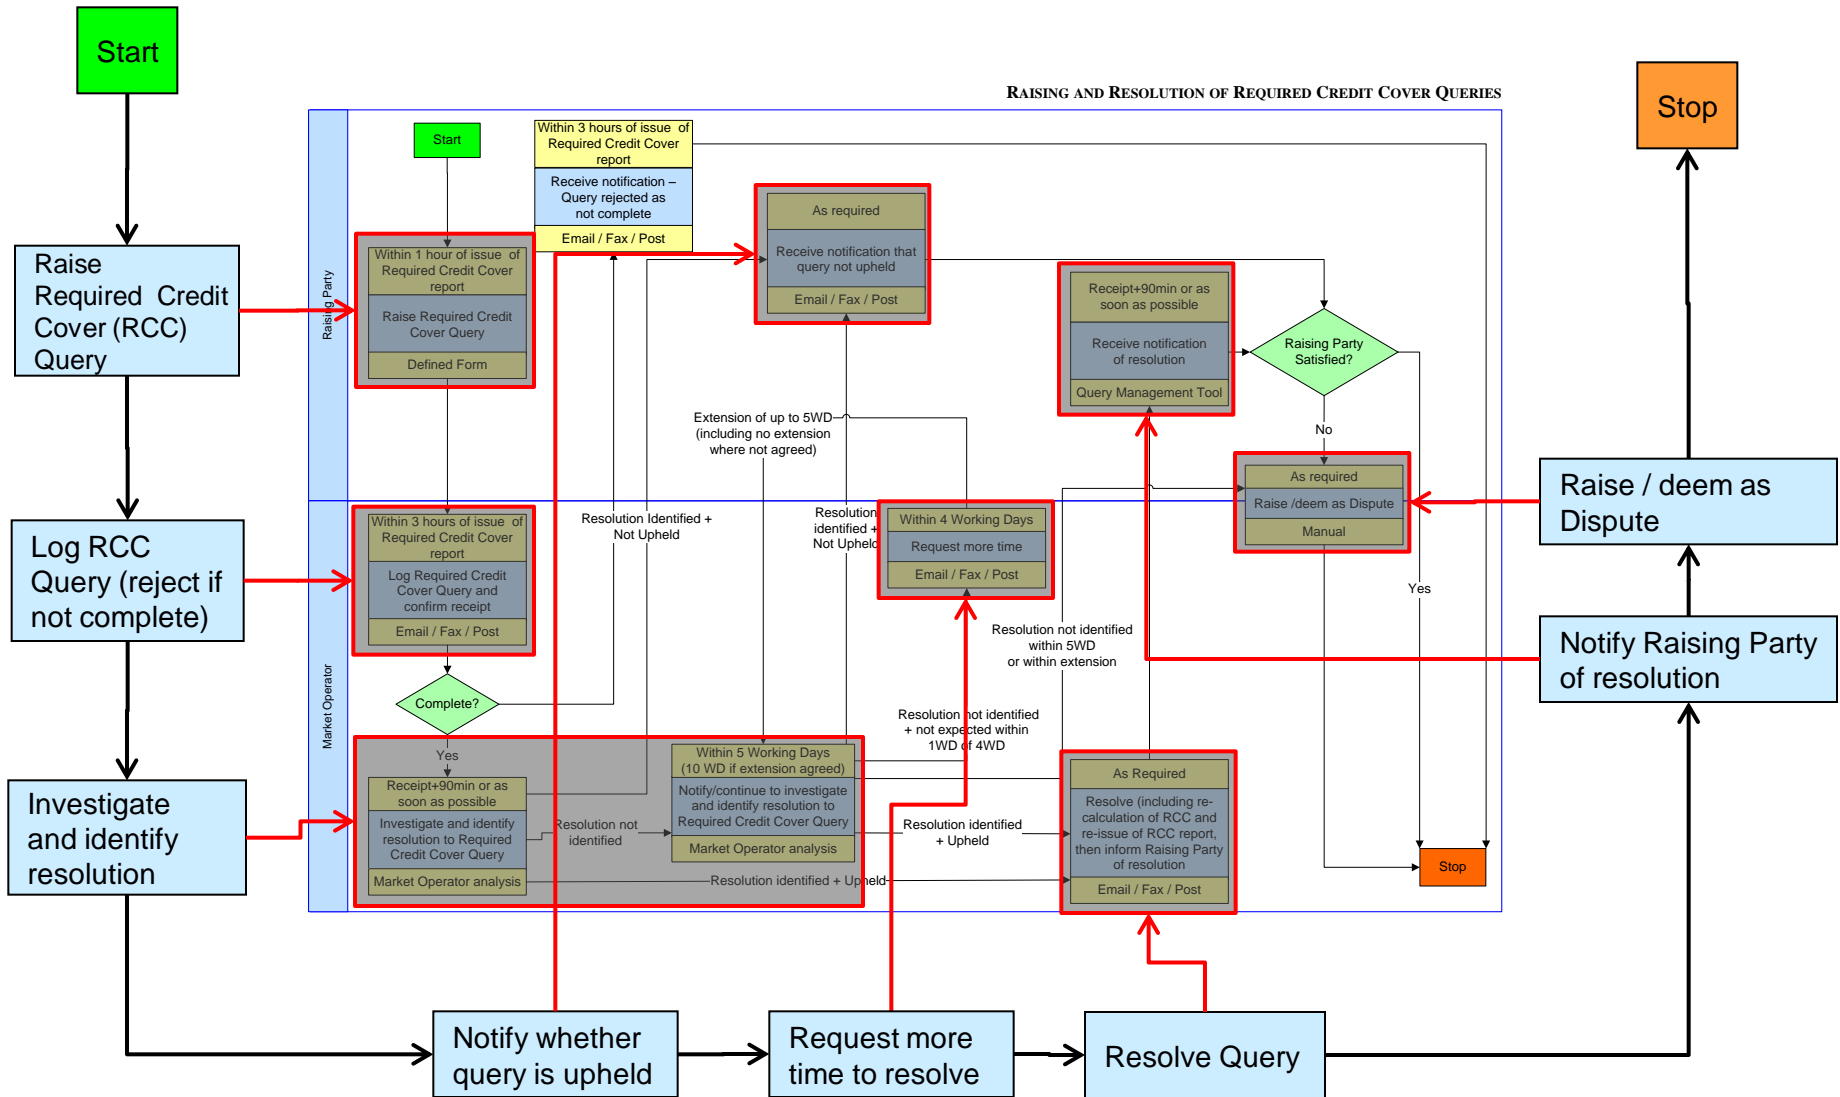 Start
RAISING AND RESOLUTION OF REQUIRED CREDIT COVER QUERIES
Stop
Raise
Required Credit
Cover (RCC)
Query
Log RCC
Query (reject if
not complete)
Investigate
and identify
resolution
Raising Party
Market Operator
Start
Within 1 hour of issue of
Required Credit Cover
report
Raise Required Credit
Cover Query
Defined Form
Within 3 hours of issue of
Required Credit Cover
report
Receive notification –
Query rejected as
not complete
Email / Fax / Post
As required
Receive notification that
query not upheld
Email / Fax / Post
Receipt+90min or as
soon as possible
Receive notification
of resolution
Query Management Tool
Raising Party
Satisfied?
No
Yes
Extension of up to 5WD
(including no extension
where not agreed)
As required
Raise /deem as Dispute
Manual
Within 3 hours of issue of
Required Credit Cover
report
Log Required Credit
Cover Query and
confirm receipt
Email / Fax / Post
Resolution Identified +
Not Upheld
Resolution
identified +
Not Upheld
Within 4 Working Days
Request more time
Email / Fax / Post
Resolution not identified
within 5WD
or within extension
Complete?
Yes
Resolution not identified
+ not expected within
1WD of 4WD
Receipt+90min or as
soon as possible
Investigate and identify
resolution to Required
Credit Cover Query
Market Operator analysis
Resolution not
identified
Within 5 Working Days
(10 WD if extension agreed)
Notify/continue to investigate
and identify resolution to
Required Credit Cover Query
Market Operator analysis
Resolution identified
+ Upheld
Resolution identified + Upheld
As Required
Resolve (including re-
calculation of RCC and
re-issue of RCC report,
then inform Raising Party
of resolution
Email / Fax / Post
Stop
Raise / deem as
Dispute
Notify Raising Party
of resolution
Notify whether
query is upheld
Request more
time to resolve
Resolve Query